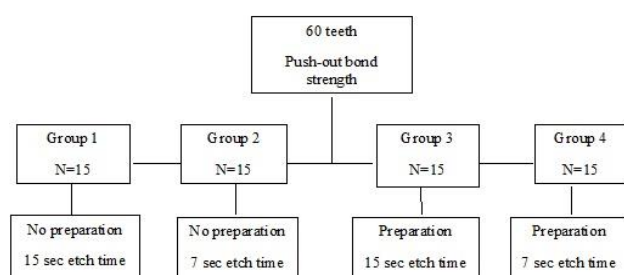 60 teeth
Push-out bond
strength
Group 1
N=15
Group 2
N=15
Group 3
N=15
Group 4
N=15
No preparation
15 sec etch time
No preparation
7 sec etch time
Preparation
15 sec etch time
Preparation
7 sec etch time